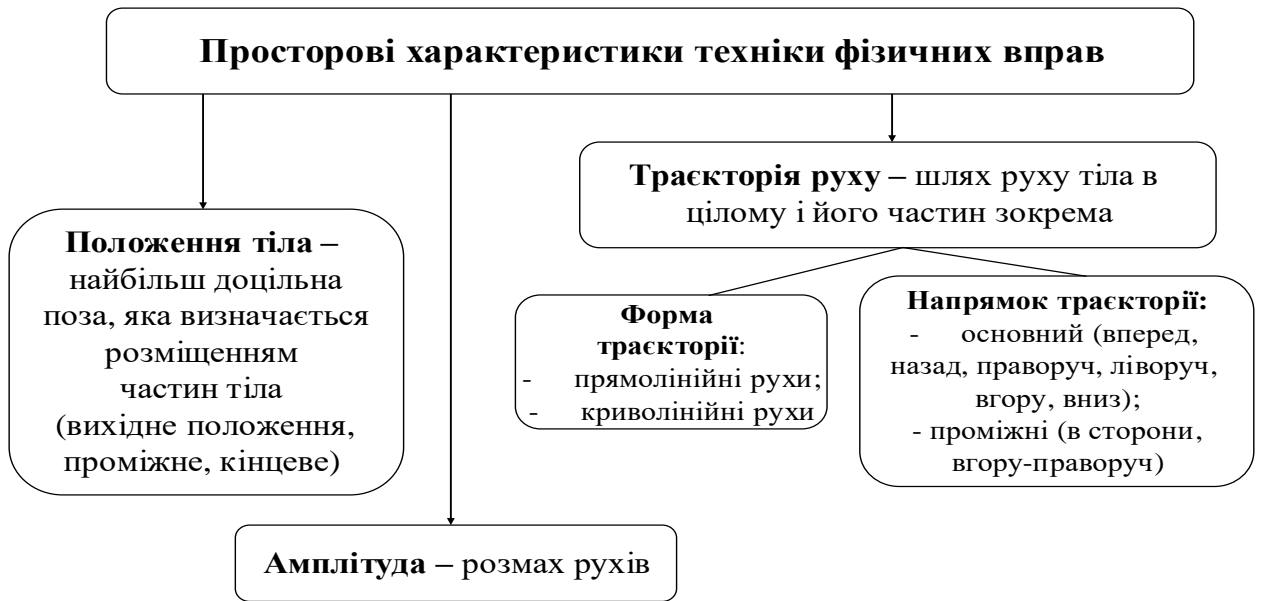 Просторові характеристики техніки фізичних вправ
Положення тіла –
найбільш доцільна
поза, яка визначається
розміщенням
частин тіла
(вихідне положення,
проміжне, кінцеве)
Амплітуда – розмах рухів
Траєкторія руху – шлях руху тіла в
цілому і його частин зокрема
Форма
траєкторії:
- прямолінійні рухи;
- криволінійні рухи
Напрямок траєкторії:
- основний (вперед,
назад, праворуч, ліворуч,
вгору, вниз);
- проміжні (в сторони,
вгору-праворуч)